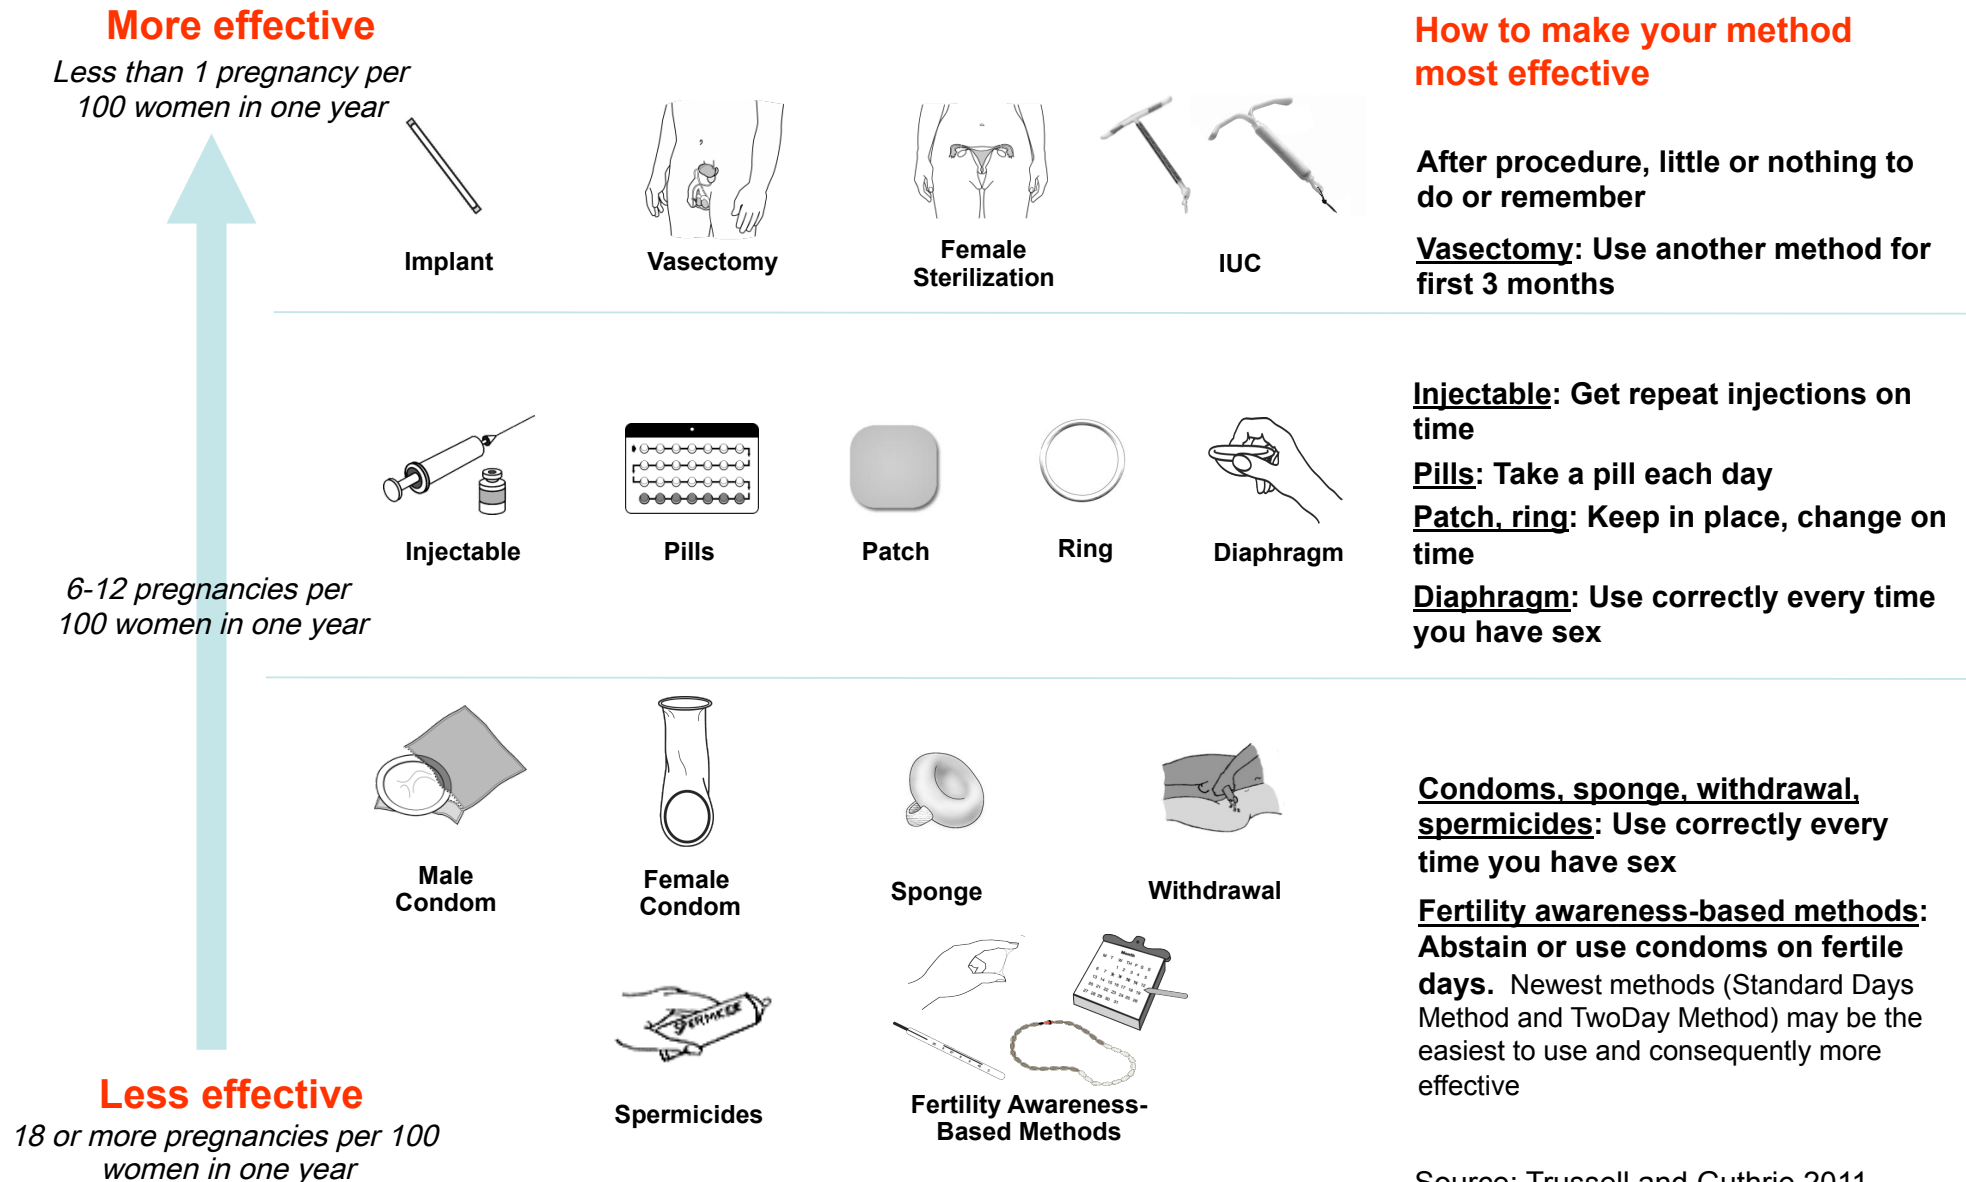 More effective
Less than 1 pregnancy per
100 women in one year
How to make your method
most effective
Implant
Vasectomy
Female
Sterilization
IUC
After procedure, little or nothing to
do or remember
Vasectomy: Use another method for
first 3 months
6-12 pregnancies per
100 women in one year
Injectable
Pills
Patch
Ring
Diaphragm
Injectable: Get repeat injections on
time
Pills: Take a pill each day
Patch, ring: Keep in place, change on
time
Diaphragm: Use correctly every time
you have sex
Male
Condom
Female
Condom
Sponge
Withdrawal
Spermicides
Month
Fertility Awareness-
Based Methods
Condoms, sponge, withdrawal,
spermicides: Use correctly every
time you have sex
Fertility awareness-based methods:
Abstain or use condoms on fertile
days. Newest methods (Standard Days
Method and TwoDay Method) may be the
easiest to use and consequently more
effective
Less effective
18 or more pregnancies per 100
women in one year
Source: Trussell and Guthrie 2011